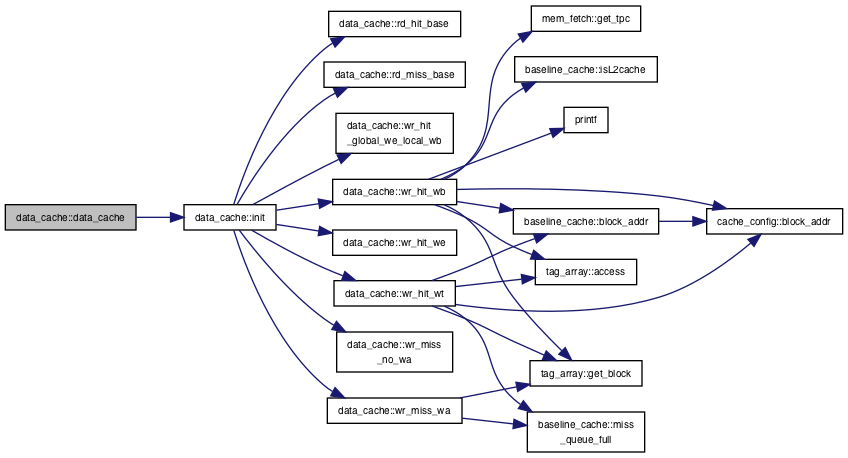 data_cache::data_cache
data_cache::init
data_cache::rd_hit_base
data_cache::rd_miss_base
data_cache::wr_hit
_global_we_local_wb
data_cache::wr_hit_wb
data_cache::wr_hit_we
data_cache::wr_hit_wt
data_cache::wr_miss
_no_wa
data_cache::wr_miss_wa
mem_fetch::get_tpc
baseline_cache::isL2cache
printf
baseline_cache::block_addr
tag_array::access
tag_array::get_block
baseline_cache::miss
_queue_full
cache_config::block_addr